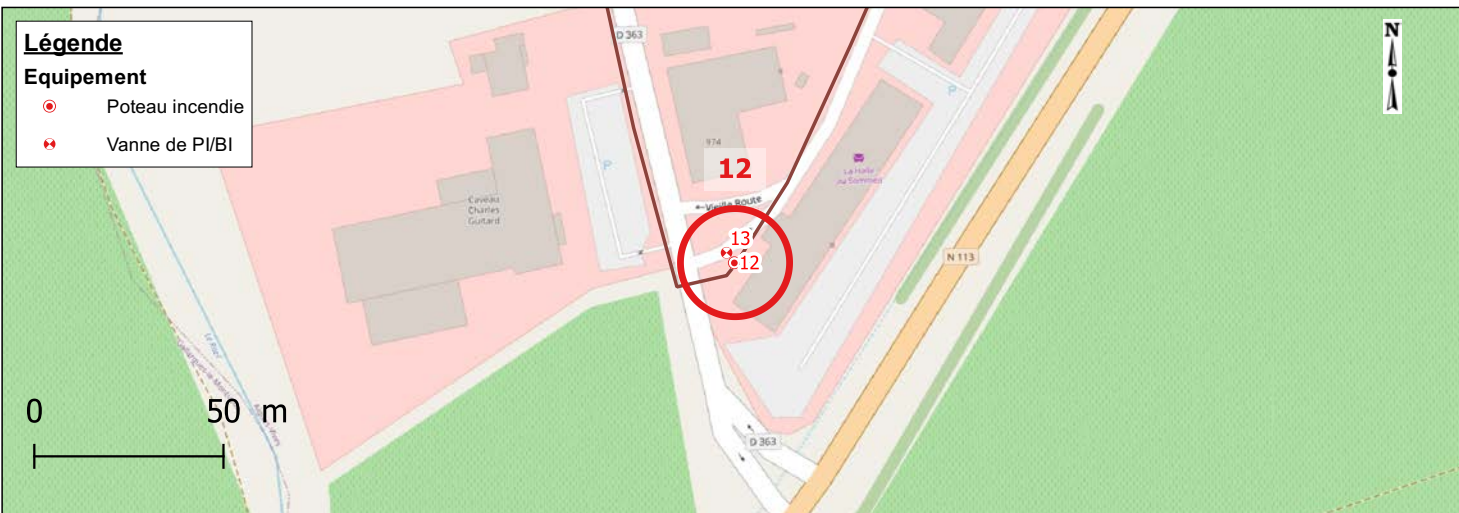 Légende
Equipement
Poteau incendie
Vanne de PI/BI
N
D 363
P
P
974
12
La Halle
Au Sommeil
Caveau
Charles
Guitard
←Vieille Route
13
12
N 113
0 50 m
D 363